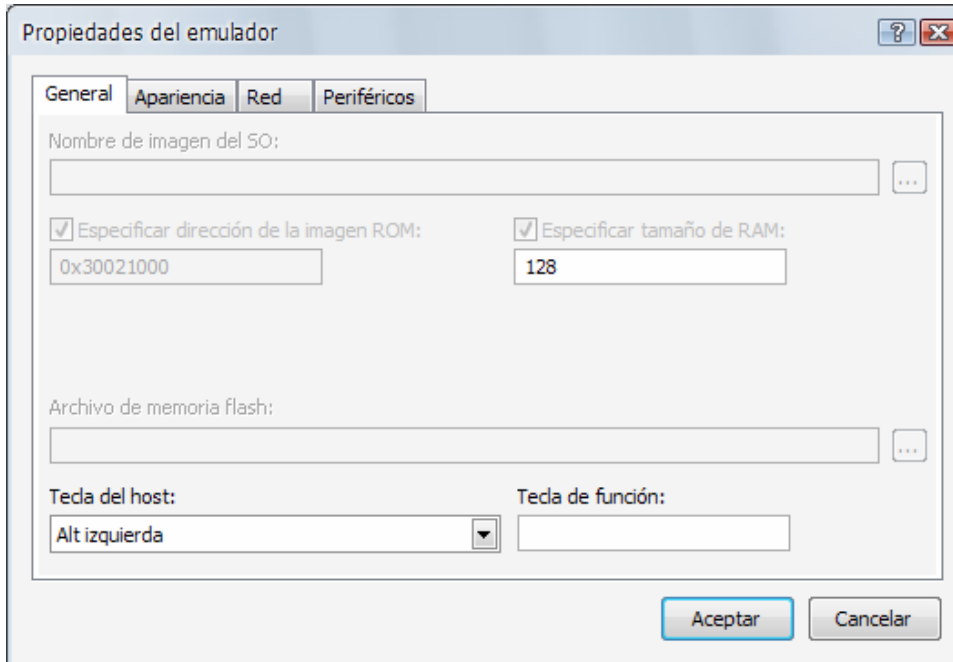 Propiedades del emulador
General Apariencia Red Periféricos
Nombre de imagen del SO:
...
Especificar dirección de la imagen ROM: Especificar tamaño de RAM:
0x30021000 128
Archivo de memoria flash:
...
Tecla del host: Tecla de función:
Alt izquierda
Aceptar Cancelar